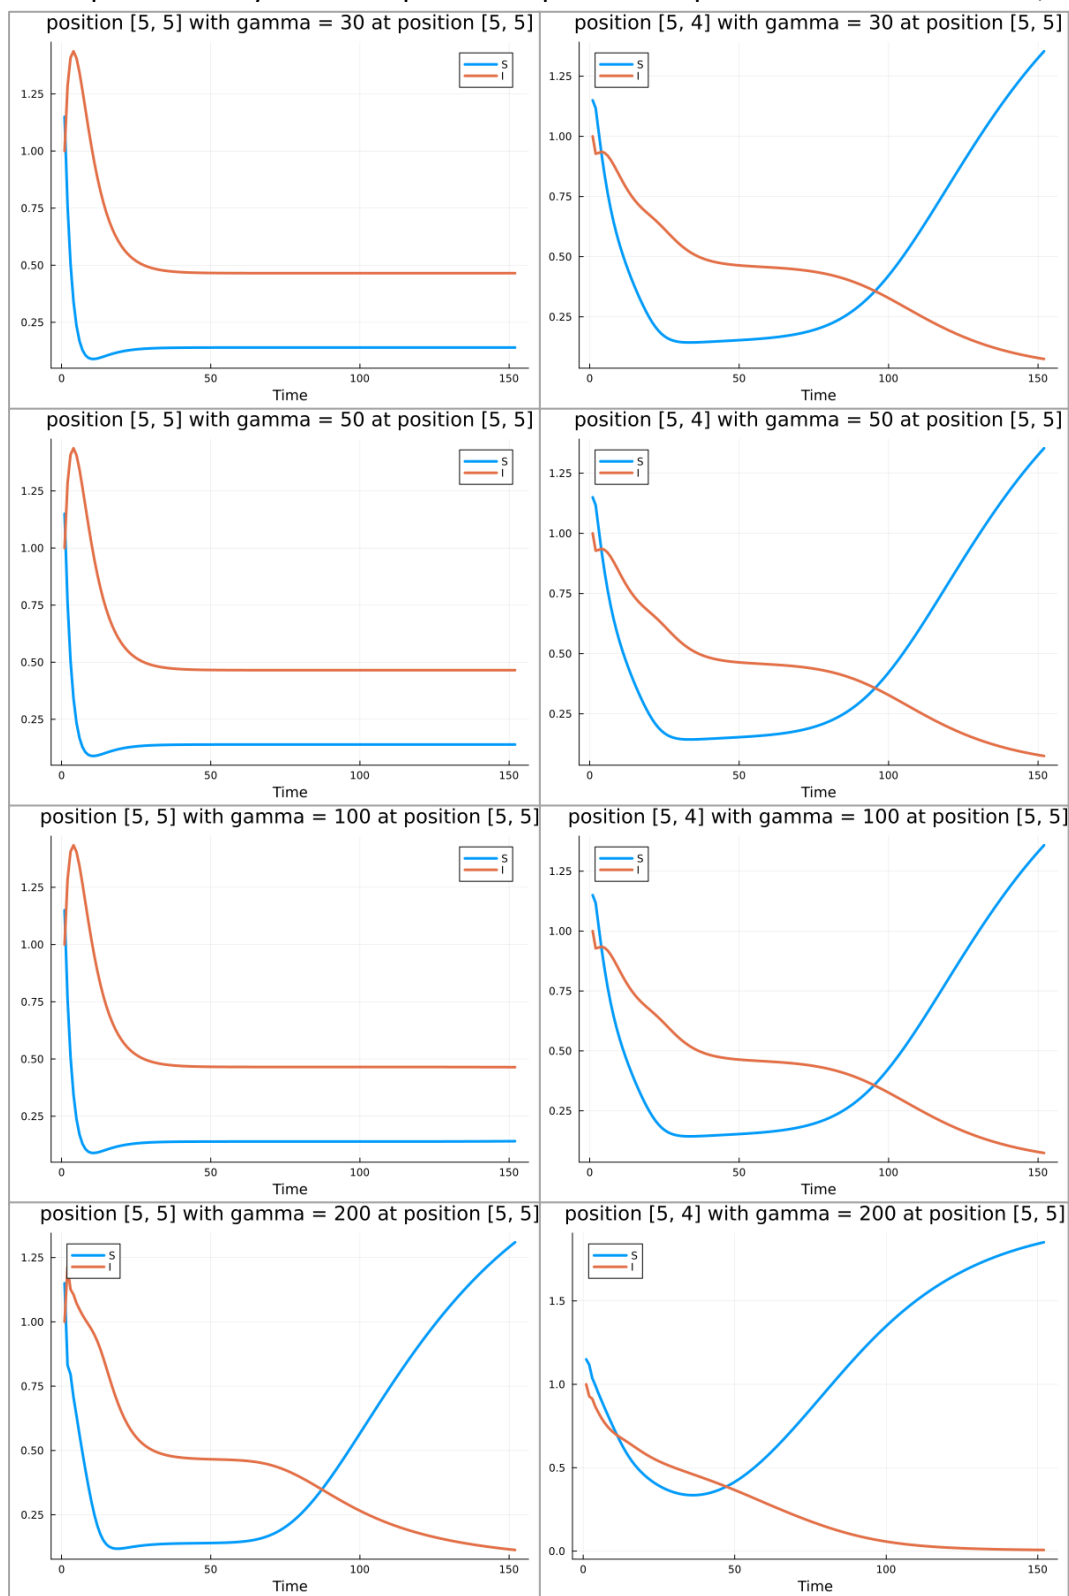 position [5, 5] with gamma = 30 at position [5, 5]
S
I
1.25
1.00
0.75
0.50
0.25
0 50 100 150
Time
position [5, 4] with gamma = 30 at position [5, 5]
S
I
1.25
1.00
0.75
0.50
0.25
0 50 100 150
Time
position [5, 5] with gamma = 50 at position [5, 5]
S
I
1.25
1.00
0.75
0.50
0.25
0 50 100 150
Time
position [5, 4] with gamma = 50 at position [5, 5]
S
I
1.25
1.00
0.75
0.50
0.25
0 50 100 150
Time
position [5, 5] with gamma = 100 at position [5, 5]
S
I
1.25
1.00
0.75
0.50
0.25
0 50 100 150
Time
position [5, 4] with gamma = 100 at position [5, 5]
S
I
1.25
1.00
0.75
0.50
0.25
0 50 100 150
Time
position [5, 5] with gamma = 200 at position [5, 5]
S
I
1.25
1.00
0.75
0.50
0.25
0 50 100 150
Time
position [5, 4] with gamma = 200 at position [5, 5]
S
I
1.5
1.0
0.5
0.0
0 50 100 150
Time